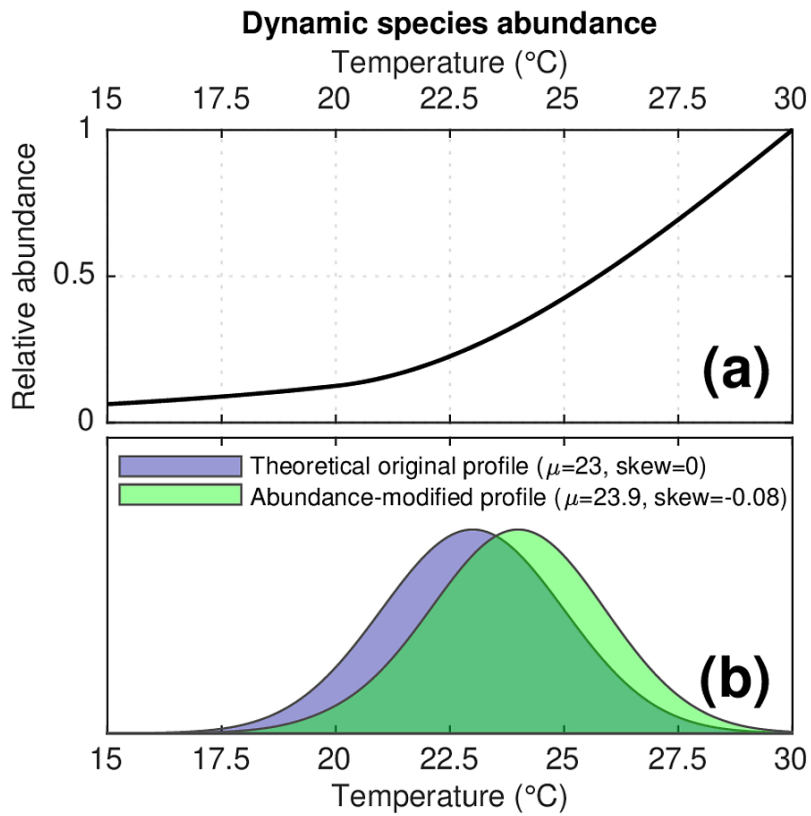 Dynamic species abundance
Temperature (°C)
15 17.5 20 22.5 25 27.5 30
1
0.5
0
Relative abundance
(a)
Theoretical original profile (μ=23, skew=0)
Abundance-modified profile (μ=23.9, skew=-0.08)
(b)
15 17.5 20 22.5 25 27.5 30
Temperature (°C)